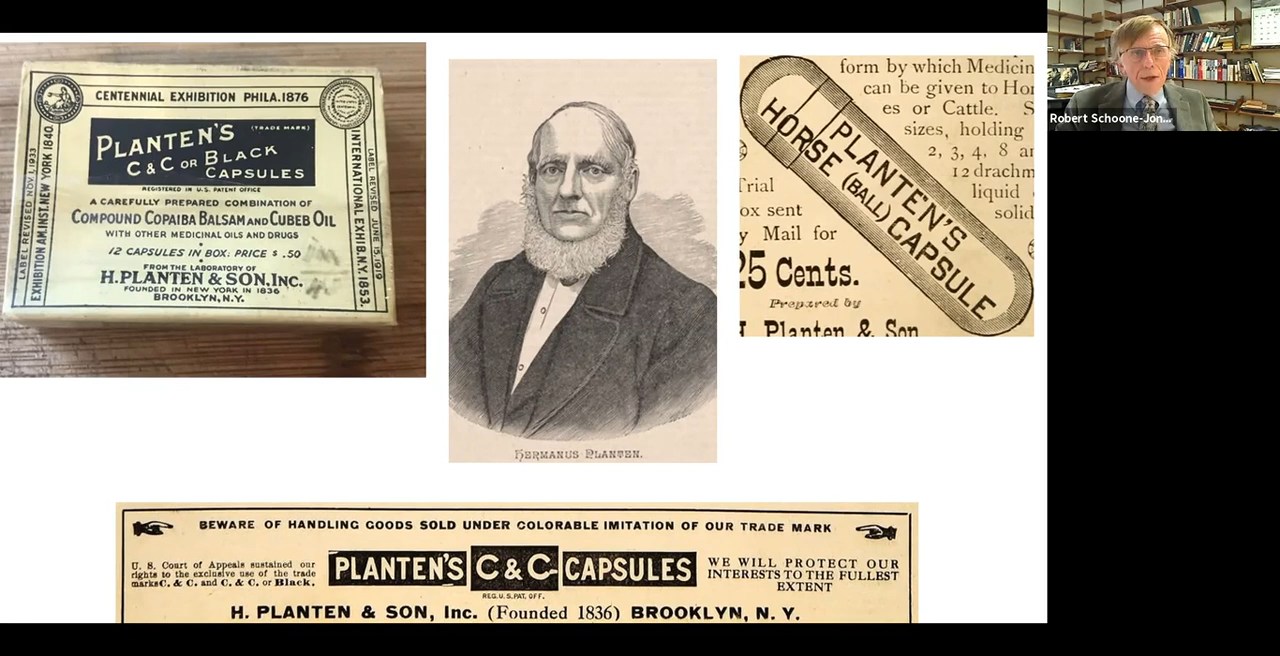 CENTENNIAL EXHIBITION PHILA.1876
PLANTEN'S (TRADE MARK)
C & C OR BLACK
CAPSULES
REGISTERED IN U.S. PATENT OFFICE
A CAREFULLY PREPARED COMBINATION OF
COMPOUND COPAIBA BALSAM AND CUBEB OIL
WITH OTHER MEDICINAL OILS AND DRUGS
12 CAPSULES IN BOX: PRICE $ .50
FROM THE LABORATORY OF
H. PLANTEN & SON, INC.
FOUNDED IN NEW YORK IN 1836
BROOKLYN, N.Y.
LABEL REVISED NOV. 1, 1933
EXHIBITION AM. INST. NEW YORK 1840.
INTERNATIONAL EXHIB. N.Y. 1853.
LABEL REVISED JUNE 15, 1919
HERMANUS PLANTEN.
form by which Medicin
can be given to Hor
es or Cattle. S
sizes, holding
2, 3, 4, 8 an
12 drachm
liquid
solid
PLANTEN'S
HORSE (BALL) CAPSULE
Trial
ox sent
y Mail for
25 Cents.
Prepared by
H. Planten & Son
Robert Schoone-Jon...
BEWARE OF HANDLING GOODS SOLD UNDER COLORABLE IMITATION OF OUR TRADE MARK
U. S. Court of Appeals sustained our
rights to the exclusive use of the trade
marks C. & C. and C. & C. or Black.
PLANTEN'S C & C CAPSULES
REG. U.S. PAT. OFF.
WE WILL PROTECT OUR
INTERESTS TO THE FULLEST
EXTENT
H. PLANTEN & SON, Inc. (Founded 1836) BROOKLYN, N. Y.